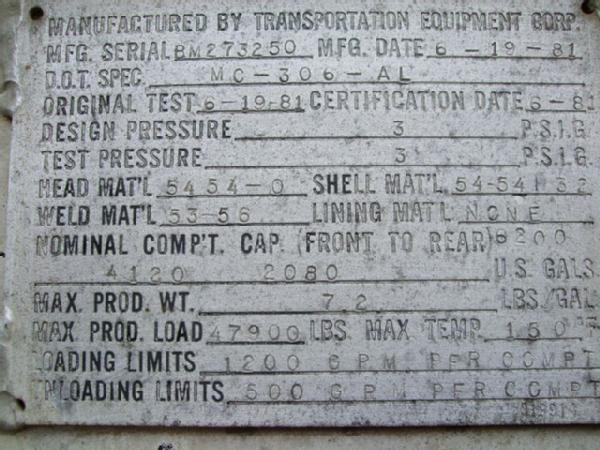 MANUFACTURED BY TRANSPORTATION EQUIPMENT CORP.
MFG. SERIAL BM273250 MFG. DATE 6-19-81
D.O.T. SPEC. MC-306-AL
ORIGINAL TEST 6-19-81 CERTIFICATION DATE 6-81
DESIGN PRESSURE 3 P.S.I.G.
TEST PRESSURE 3 P.S.I.G.
HEAD MAT'L 5454-0 SHELL MAT'L 54-54H32
WELD MAT'L 53-56 LINING MAT'L NONE
NOMINAL COMP'T. CAP. (FRONT TO REAR) 6200
4120 2080 U.S. GALS.
MAX. PROD. WT. 7.2 LBS./GAL
MAX. PROD. LOAD 47900 LBS. MAX TEMP. 150 °F
LOADING LIMITS 1200 GPM PER COMPT
UNLOADING LIMITS 500 GPM PER COMPT